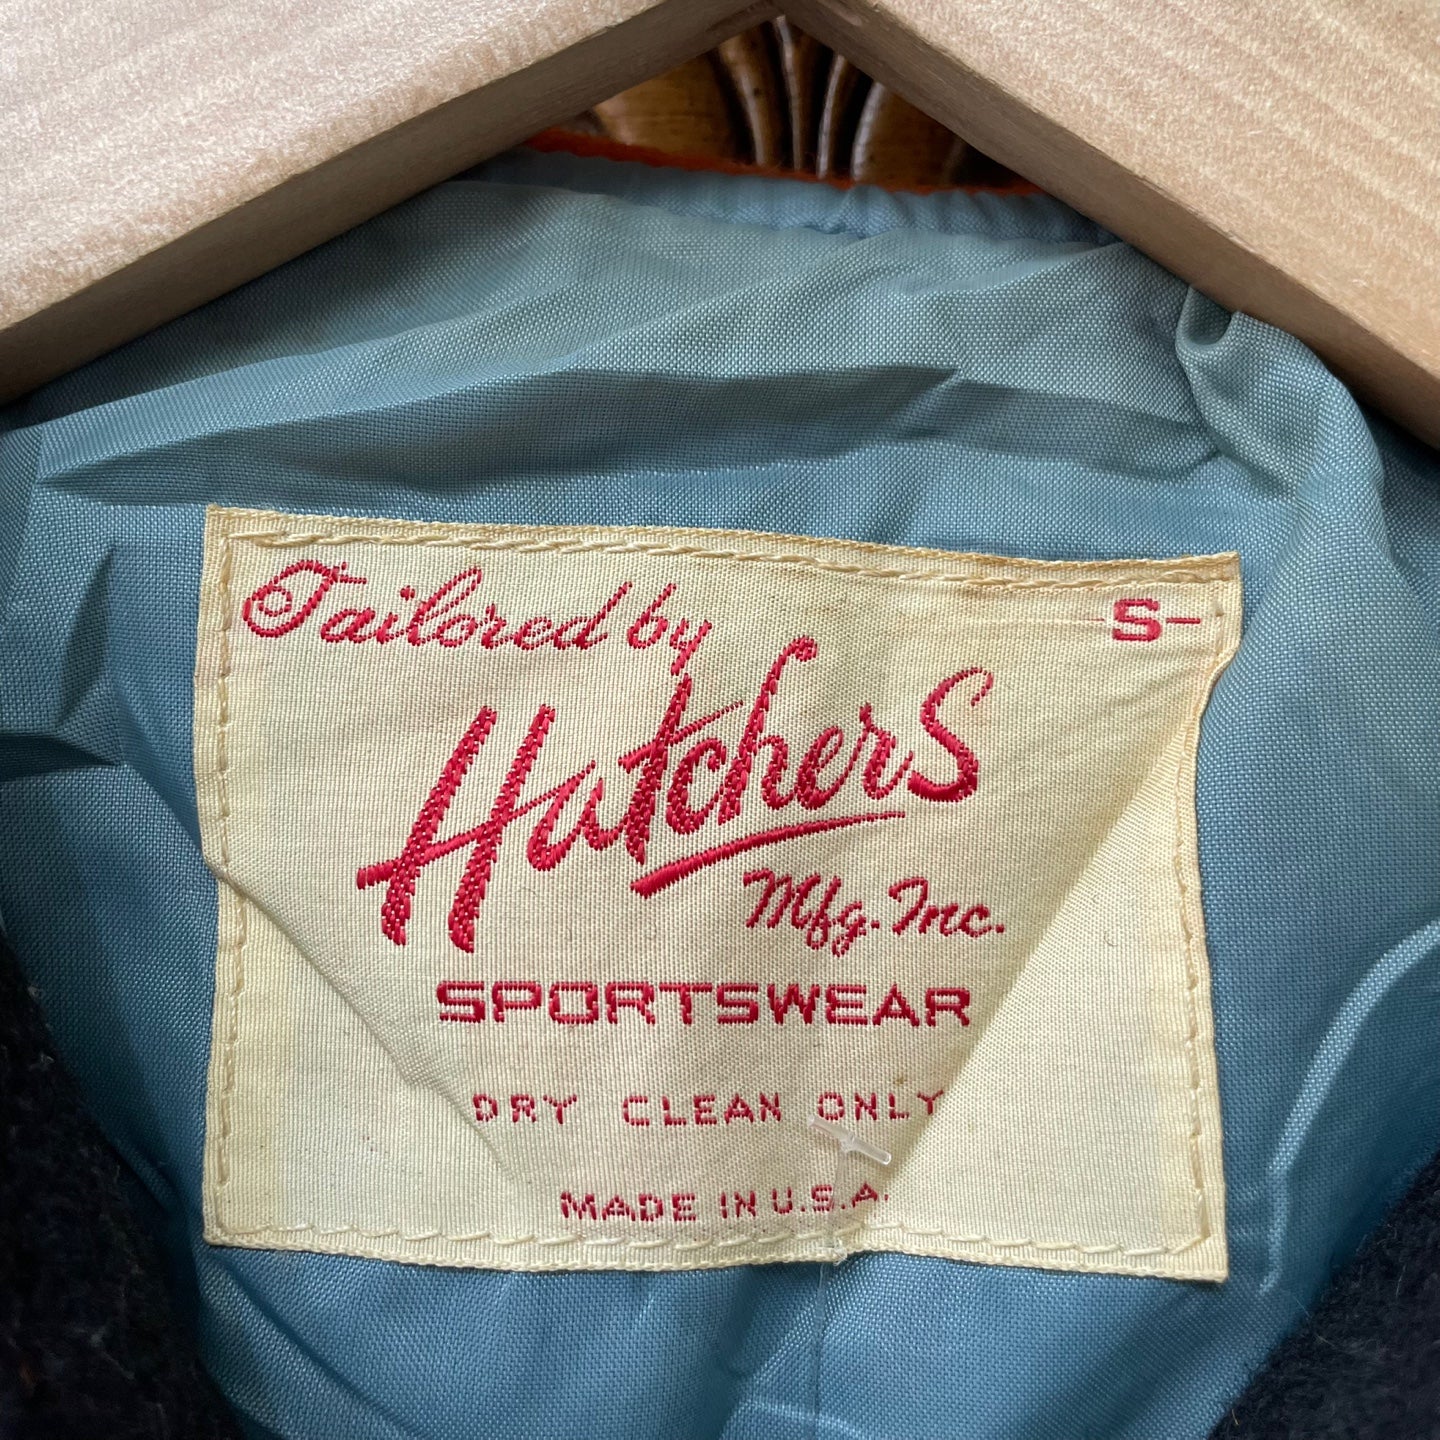 Tailored by
-S-
HatcherS
Mfg. Inc.
SPORTSWEAR
DRY CLEAN ONLY
MADE IN U.S.A.